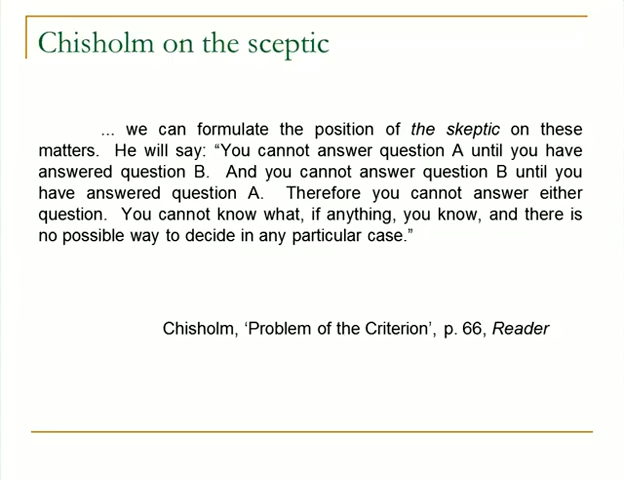 Chisholm on the sceptic
... we can formulate the position of the skeptic on these
matters. He will say: “You cannot answer question A until you have
answered question B. And you cannot answer question B until you
have answered question A. Therefore you cannot answer either
question. You cannot know what, if anything, you know, and there is
no possible way to decide in any particular case.”
Chisholm, ‘Problem of the Criterion’, p. 66, Reader